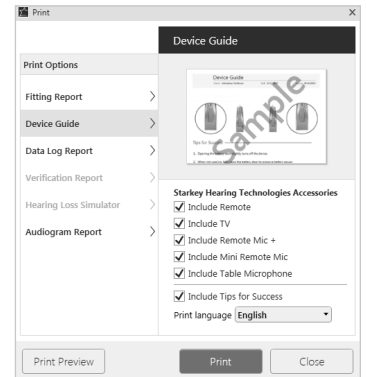 Print
Device Guide
Print Options
Fitting Report
Device Guide
Data Log Report
Verification Report
Hearing Loss Simulator
Audiogram Report
Device Guide
Sample
Tips for Success
Starkey Hearing Technologies Accessories
Include Remote
Include TV
Include Remote Mic +
Include Mini Remote Mic
Include Table Microphone
Include Tips for Success
Print language English
Print Preview Print Close